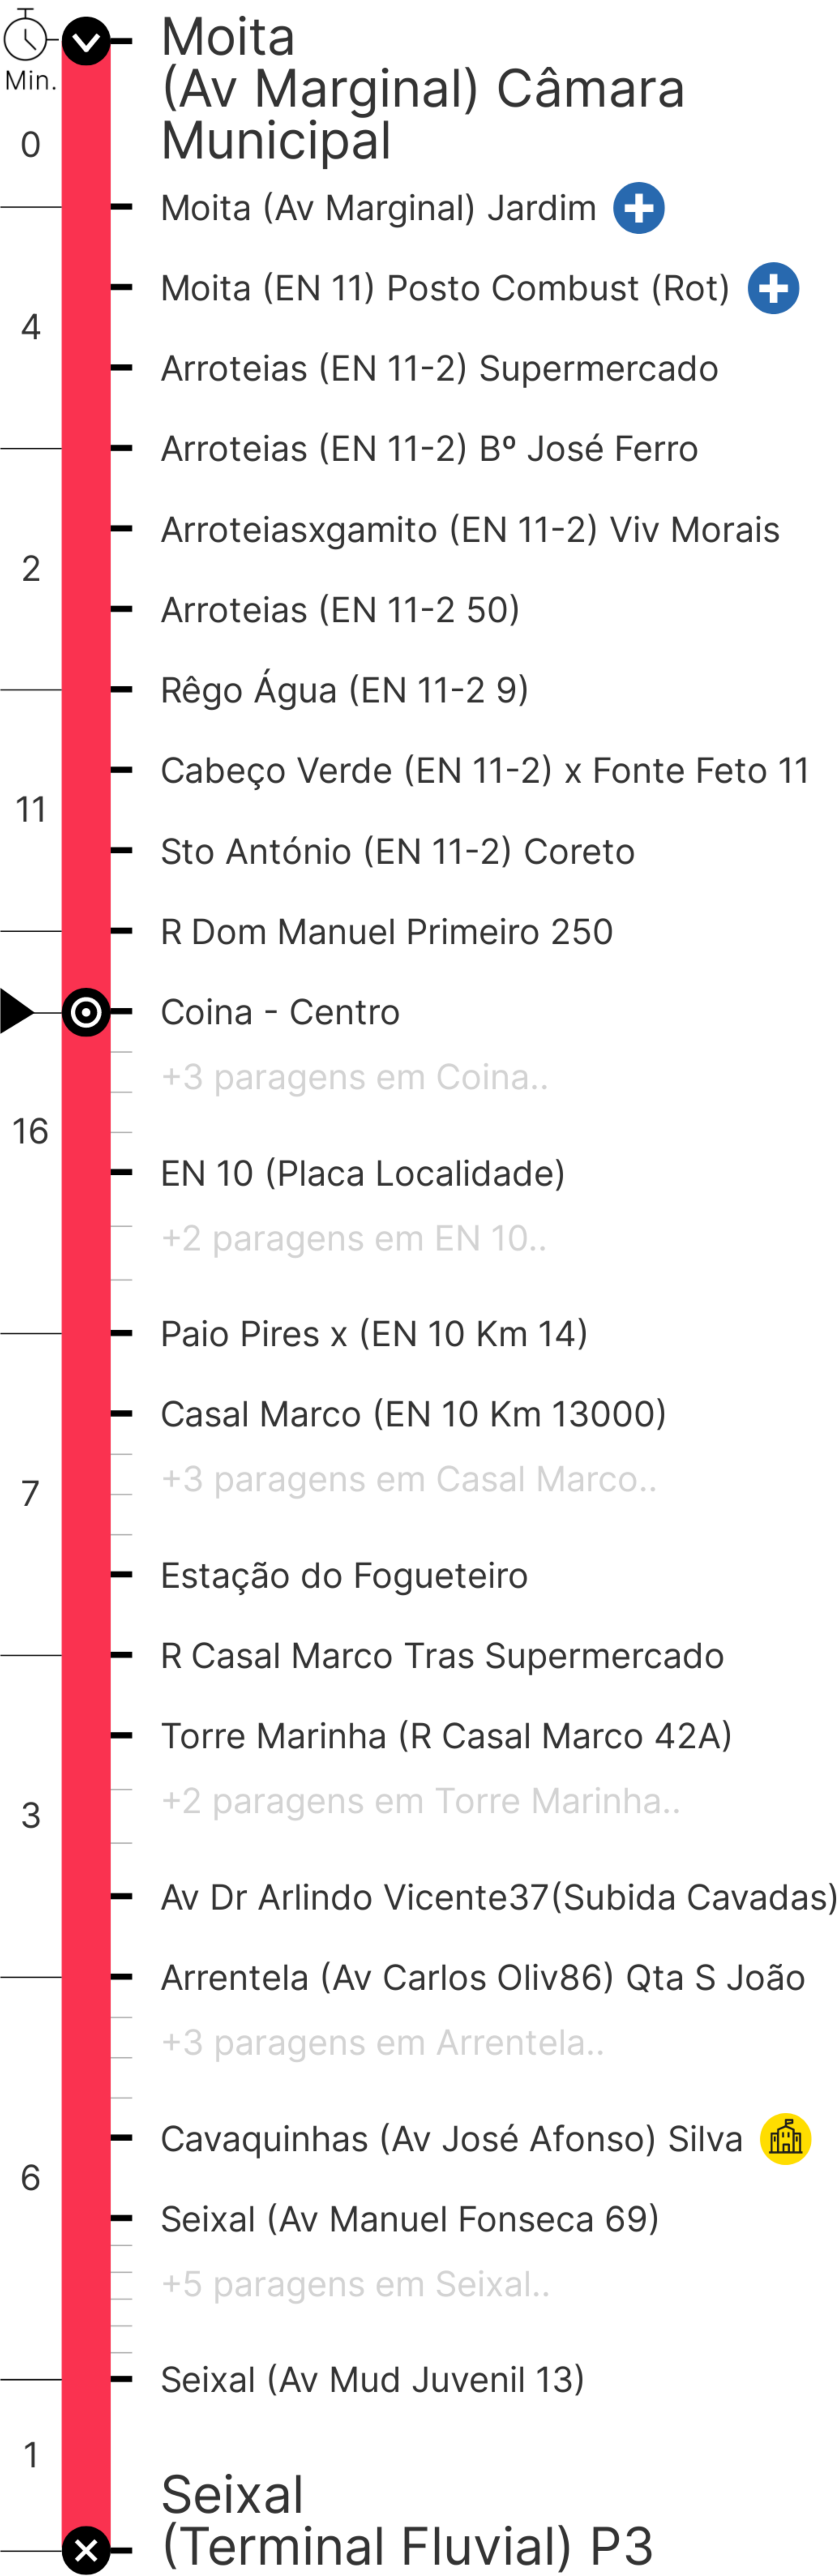 Min.
Moita
(Av Marginal) Câmara
Municipal
0
Moita (Av Marginal) Jardim
Moita (EN 11) Posto Combust (Rot)
4
Arroteias (EN 11-2) Supermercado
Arroteias (EN 11-2) Bº José Ferro
Arroteiasxgamito (EN 11-2) Viv Morais
2
Arroteias (EN 11-2 50)
Rêgo Água (EN 11-2 9)
Cabeço Verde (EN 11-2) x Fonte Feto 11
11
Sto António (EN 11-2) Coreto
R Dom Manuel Primeiro 250
Coina - Centro
+3 paragens em Coina..
16
EN 10 (Placa Localidade)
+2 paragens em EN 10..
Paio Pires x (EN 10 Km 14)
Casal Marco (EN 10 Km 13000)
+3 paragens em Casal Marco..
7
Estação do Fogueteiro
R Casal Marco Tras Supermercado
Torre Marinha (R Casal Marco 42A)
+2 paragens em Torre Marinha..
3
Av Dr Arlindo Vicente37(Subida Cavadas)
Arrentela (Av Carlos Oliv86) Qta S João
+3 paragens em Arrentela..
Cavaquinhas (Av José Afonso) Silva
6
Seixal (Av Manuel Fonseca 69)
+5 paragens em Seixal..
Seixal (Av Mud Juvenil 13)
1
Seixal
(Terminal Fluvial) P3